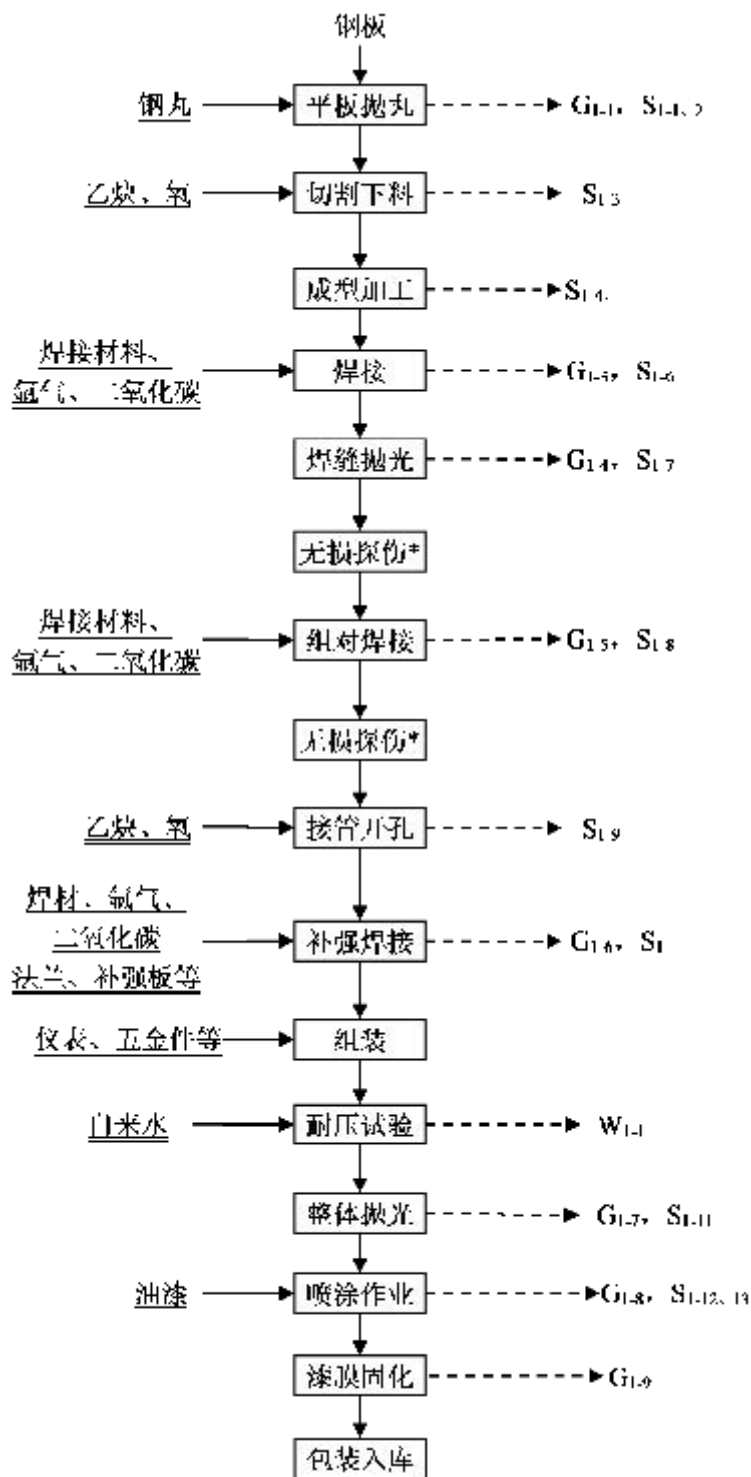 钢板
钢丸 平板抛丸 G₁₋₁, S₁₋₁、₂
乙炔、氧 切割下料 S₁₋₃
成型加工 S₁₋₄.
焊接材料、
氩气、二氧化碳 焊接 G₁₋₅, S₁₋₆
焊缝抛光 G₁₋₄, S₁₋₇
无损探伤*
焊接材料、
氩气、二氧化碳 组对焊接 G₁₋₅, S₁₋₈
无损探伤*
乙炔、氧 接管开孔 S₁₋₉
焊材、氩气、
二氧化碳 补强焊接 G₁₋₆, S₁
法兰、补强板等
仪表、五金件等 组装
自来水 耐压试验 W₁₋₁
整体抛光 G₁₋₇, S₁₋₁₁
油漆 喷涂作业 G₁₋₈, S₁₋₁₂、₁₃
漆膜固化 G₁₋₉
包装入库